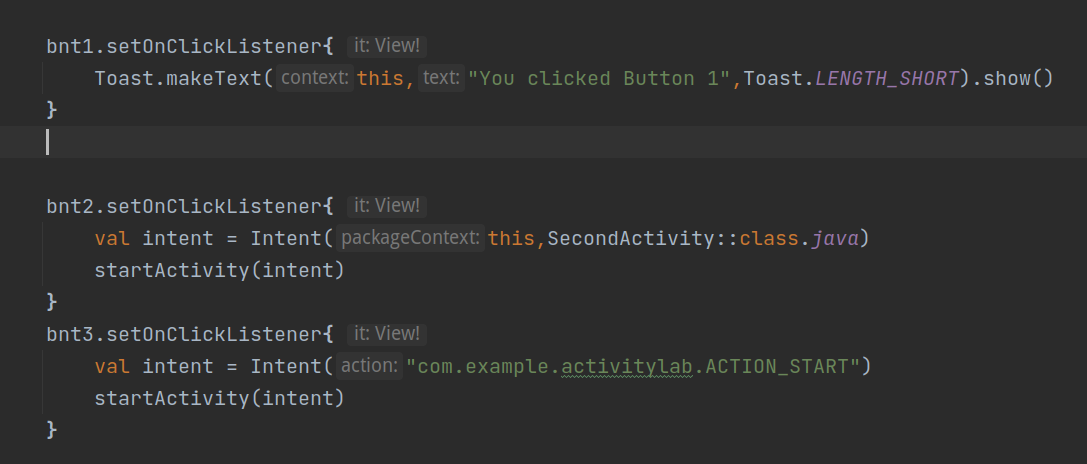 bnt1.setOnClickListener{ it: View!
Toast.makeText( context: this, text: "You clicked Button 1",Toast.LENGTH_SHORT).show()
}
bnt2.setOnClickListener{ it: View!
val intent = Intent( packageContext: this,SecondActivity::class.java)
startActivity(intent)
}
bnt3.setOnClickListener{ it: View!
val intent = Intent( action: "com.example.activitylab.ACTION_START")
startActivity(intent)
}